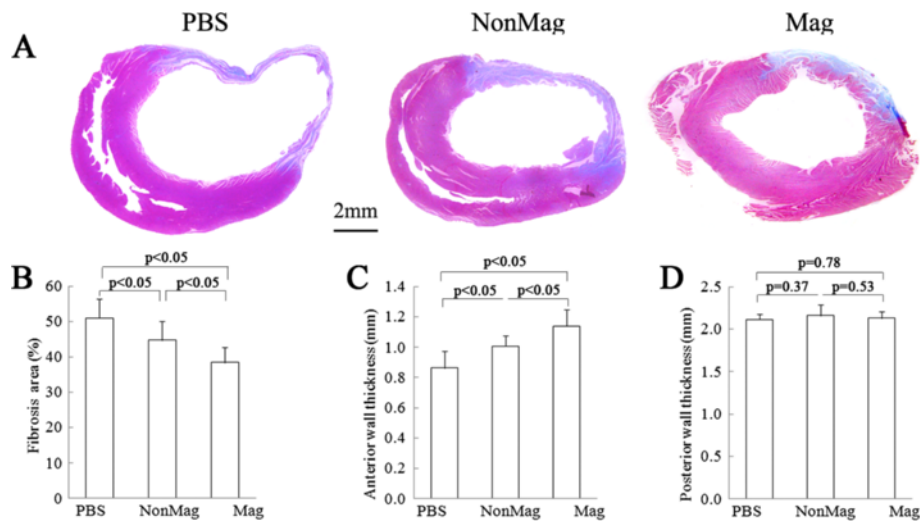 PBS NonMag Mag
A
2mm
B
p<0.05
p<0.05 p<0.05
Fibrosis area (%)
60
50
40
30
20
10
0
PBS NonMag Mag
C
p<0.05
p<0.05 p<0.05
Anterior wall thickness (mm)
1.4
1.2
1.0
0.8
0.6
0.4
0.2
0.0
PBS NonMag Mag
D
p=0.78
p=0.37 p=0.53
Posterior wall thickness (mm)
2.5
2.0
1.5
1.0
0.5
0.0
PBS NonMag Mag